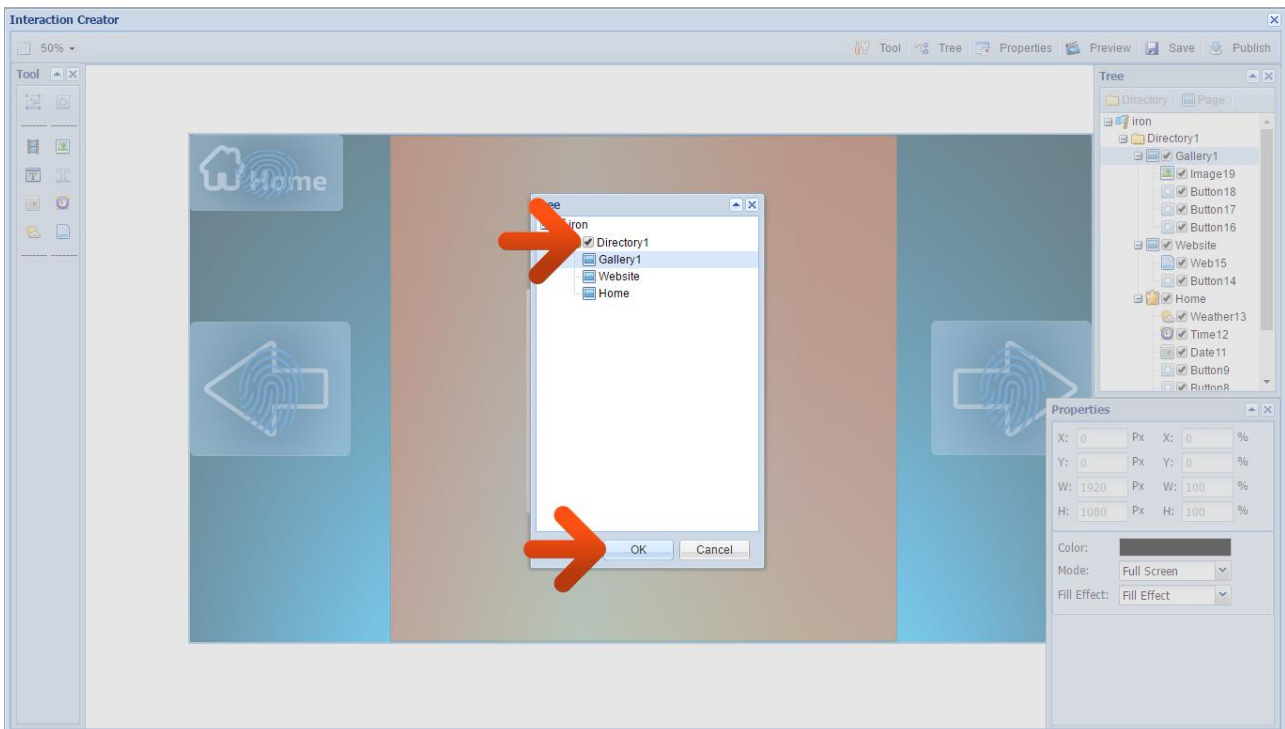 Interaction Creator
50%
Tool Tree Properties Preview Save Publish
Tool
Home
Tree
Directory Page
iron
Directory1
Gallery1
Image19
Button18
Button17
Button16
Website
Web15
Button14
Home
Weather13
Time12
Date11
Button9
Button8
iron
Directory1
Gallery1
Website
Home
OK Cancel
Properties
X: 0 Px X: 0 %
Y: 0 Px Y: 0 %
W: 1920 Px W: 100 %
H: 1080 Px H: 100 %
Color:
Mode: Full Screen
Fill Effect: Fill Effect